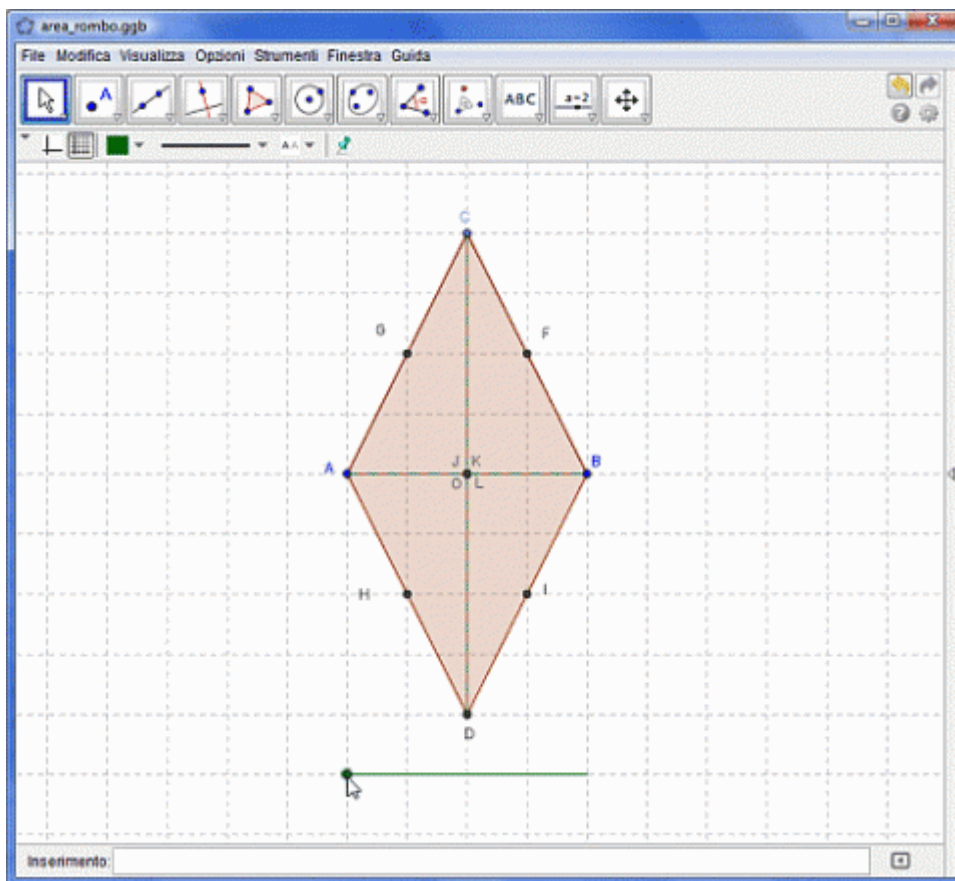 area_rombo.ggb
File Modifica Visualizza Opzioni Strumenti Finestra Guida
A ABC a=2
A A
C
G F
A J K B
O L
H I
D
Inserimento: